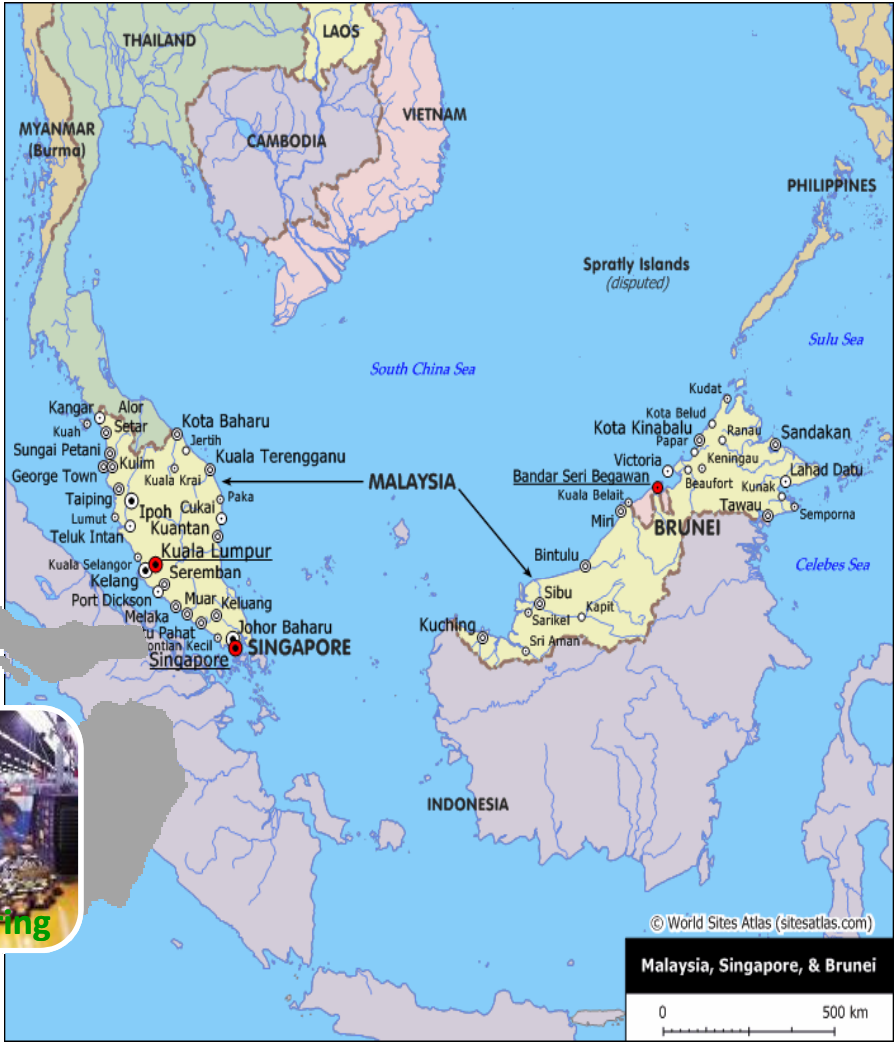 LAOS
THAILAND
VIETNAM
MYANMAR
(Burma)
CAMBODIA
PHILIPPINES
Spratly Islands
(disputed)
Sulu Sea
South China Sea
Kudat
Kangar
Alor
Setar
Kuah
Kota Baharu
Jertih
Kota Belud
Kota Kinabalu
Ranau
Papar
Sandakan
Sungai Petani
Kulim
George Town
Kuala Krai
Kuala Terengganu
Victoria
Keningau
Lahad Datu
MALAYSIA
Bandar Seri Begawan
Beaufort
Kunak
Taiping
Ipoh
Cukai
Paka
Kuala Belait
Tawau
Semporna
Lumut
Kuantan
Miri
BRUNEI
Teluk Intan
Kuala Lumpur
Bintulu
Kuala Selangor
Kelang
Seremban
Celebes Sea
Port Dickson
Muar
Keluang
Sibu
Melaka
Sarikel
Kapit
u Pahat
Johor Baharu
Kuching
ontian Kecil
SINGAPORE
Sri Aman
Singapore
INDONESIA
ring
© World Sites Atlas (sitesatlas.com)
Malaysia, Singapore, & Brunei
0 500 km